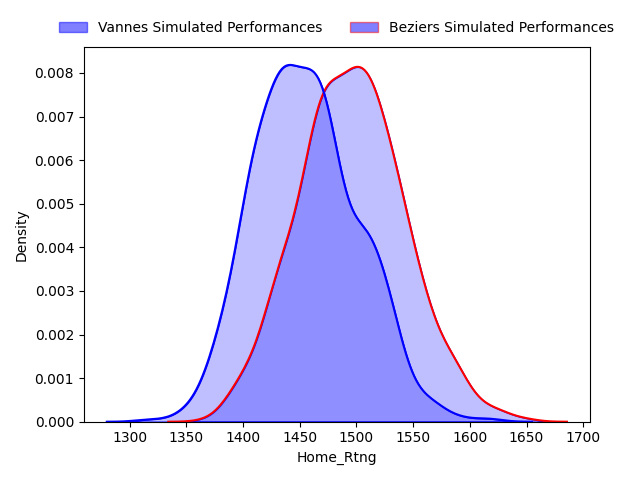 Vannes Simulated Performances Beziers Simulated Performances
0.008
0.007
0.006
0.005
0.004
0.003
0.002
0.001
0.000
Density
1300 1350 1400 1450 1500 1550 1600 1650 1700
Home_Rtng